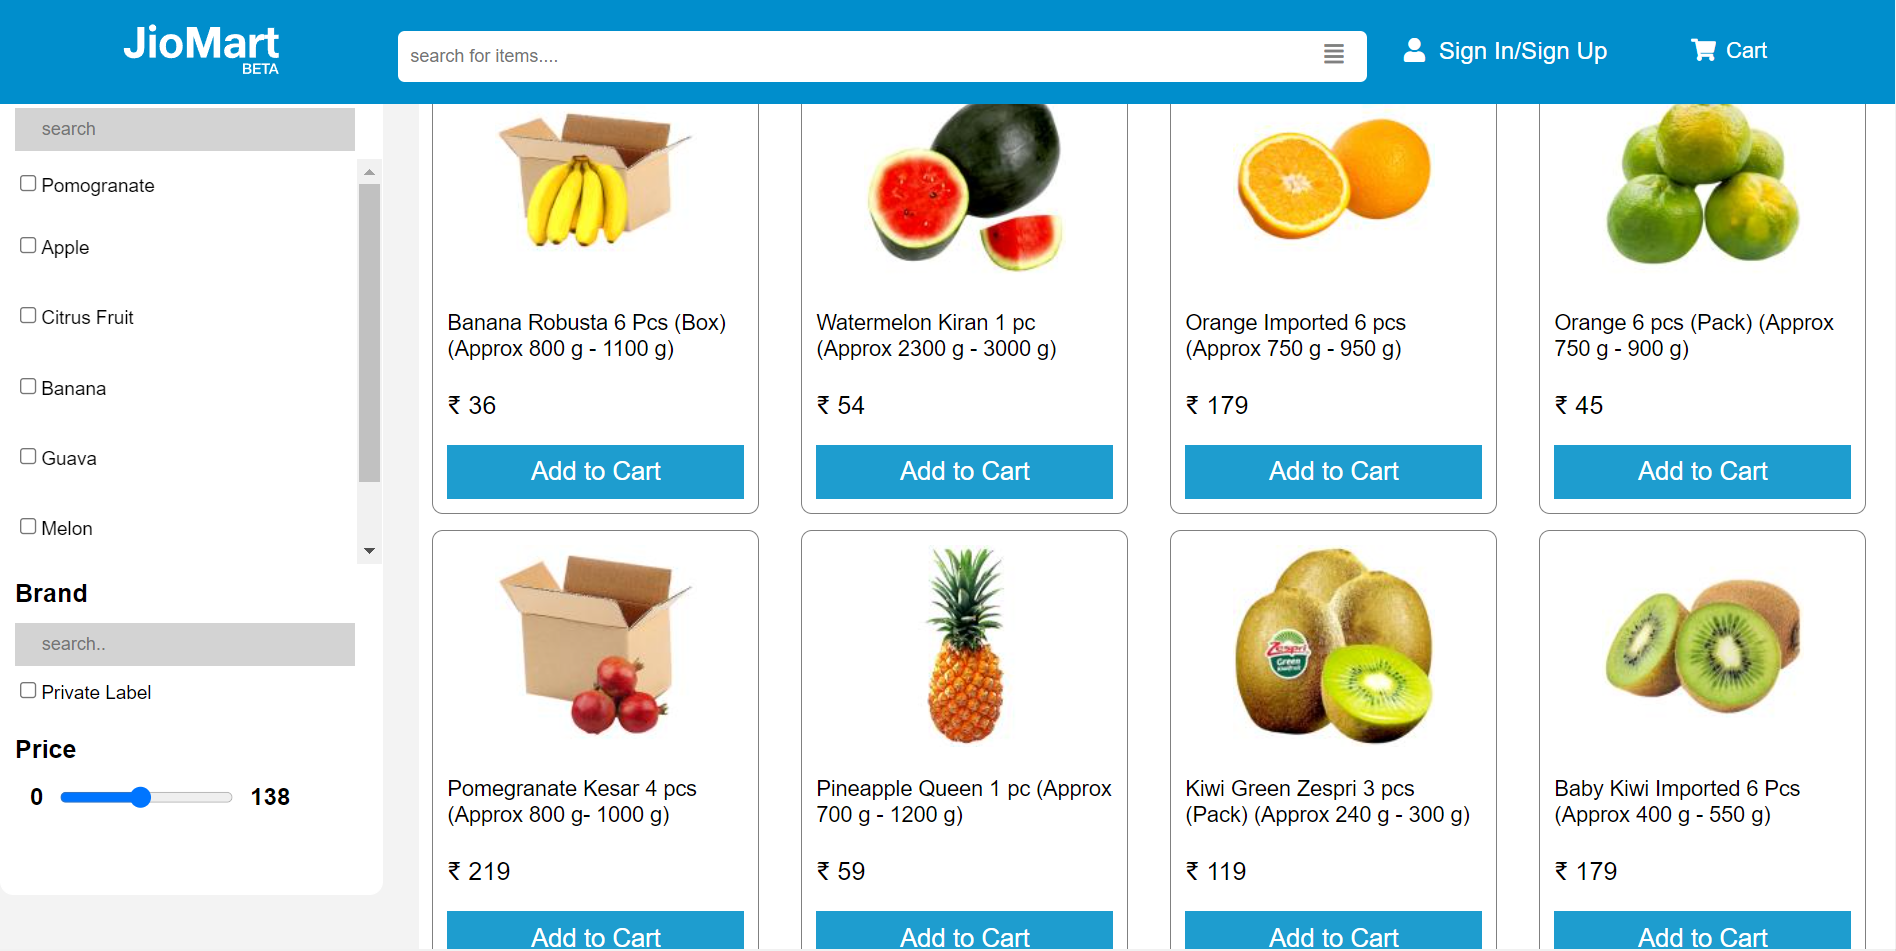 JioMart
BETA
search for items....
Sign In/Sign Up
Cart
search
Pomogranate
Apple
Citrus Fruit
Banana
Guava
Melon
Brand
search..
Private Label
Price
0
138
Banana Robusta 6 Pcs (Box)
(Approx 800 g - 1100 g)
₹ 36
Add to Cart
Watermelon Kiran 1 pc
(Approx 2300 g - 3000 g)
₹ 54
Add to Cart
Orange Imported 6 pcs
(Approx 750 g - 950 g)
₹ 179
Add to Cart
Orange 6 pcs (Pack) (Approx
750 g - 900 g)
₹ 45
Add to Cart
Pomegranate Kesar 4 pcs
(Approx 800 g- 1000 g)
₹ 219
Add to Cart
Pineapple Queen 1 pc (Approx
700 g - 1200 g)
₹ 59
Add to Cart
Zespri
Green
Kiwi Green Zespri 3 pcs
(Pack) (Approx 240 g - 300 g)
₹ 119
Add to Cart
Baby Kiwi Imported 6 Pcs
(Approx 400 g - 550 g)
₹ 179
Add to Cart